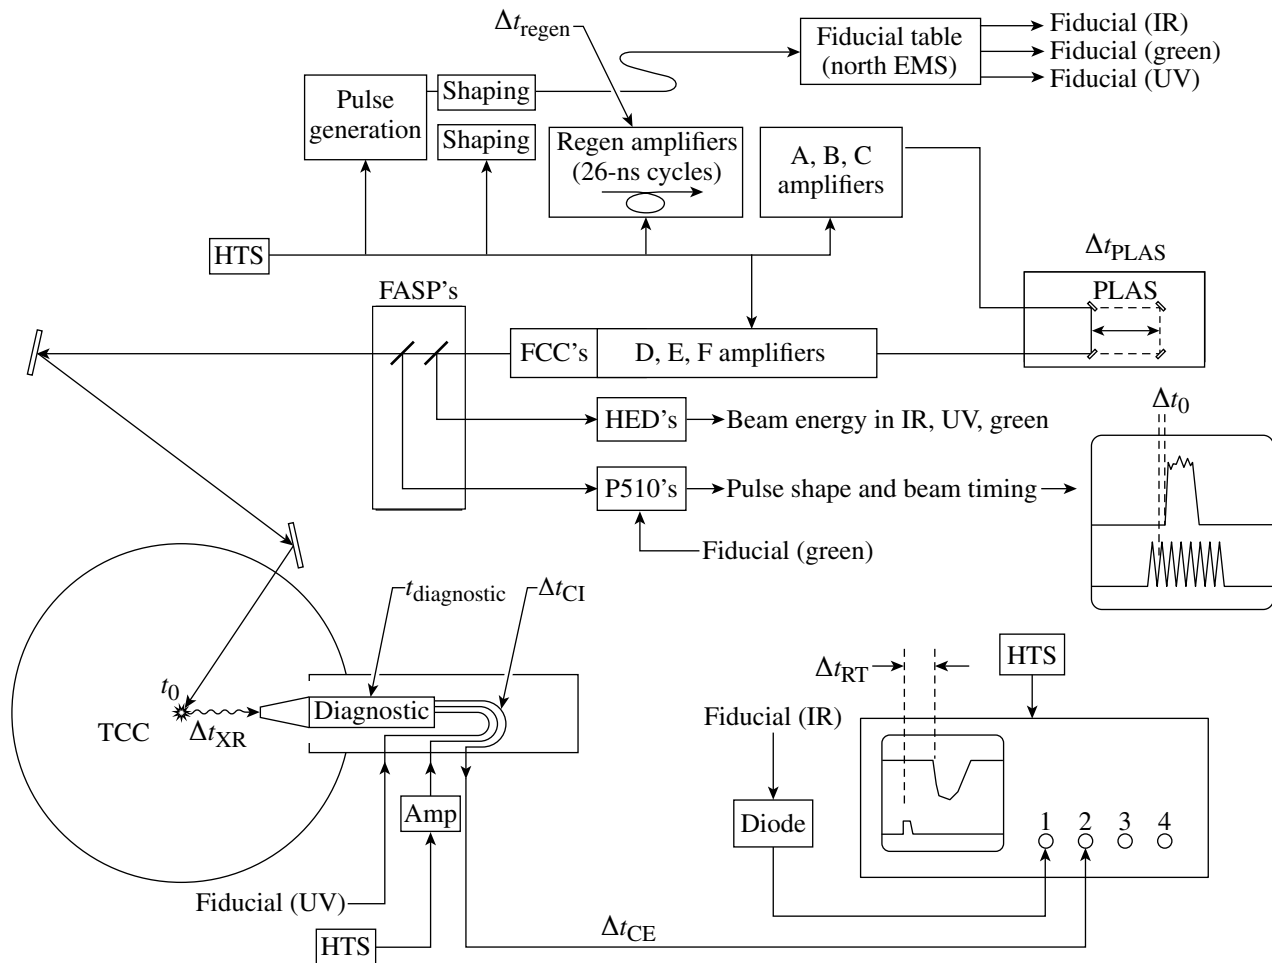 Δt_regen
Pulse
generation
Shaping
Shaping
Regen amplifiers
(26-ns cycles)
A, B, C
amplifiers
Fiducial table
(north EMS)
Fiducial (IR)
Fiducial (green)
Fiducial (UV)
HTS
Δt_PLAS
PLAS
FASP's
FCC's
D, E, F amplifiers
HED's
Beam energy in IR, UV, green
P510's
Pulse shape and beam timing
Fiducial (green)
Δt_0
t_diagnostic
Δt_CI
t_0
TCC
Δt_XR
Diagnostic
Amp
Fiducial (UV)
HTS
Δt_CE
Δt_RT
HTS
Fiducial (IR)
Diode
1 2 3 4